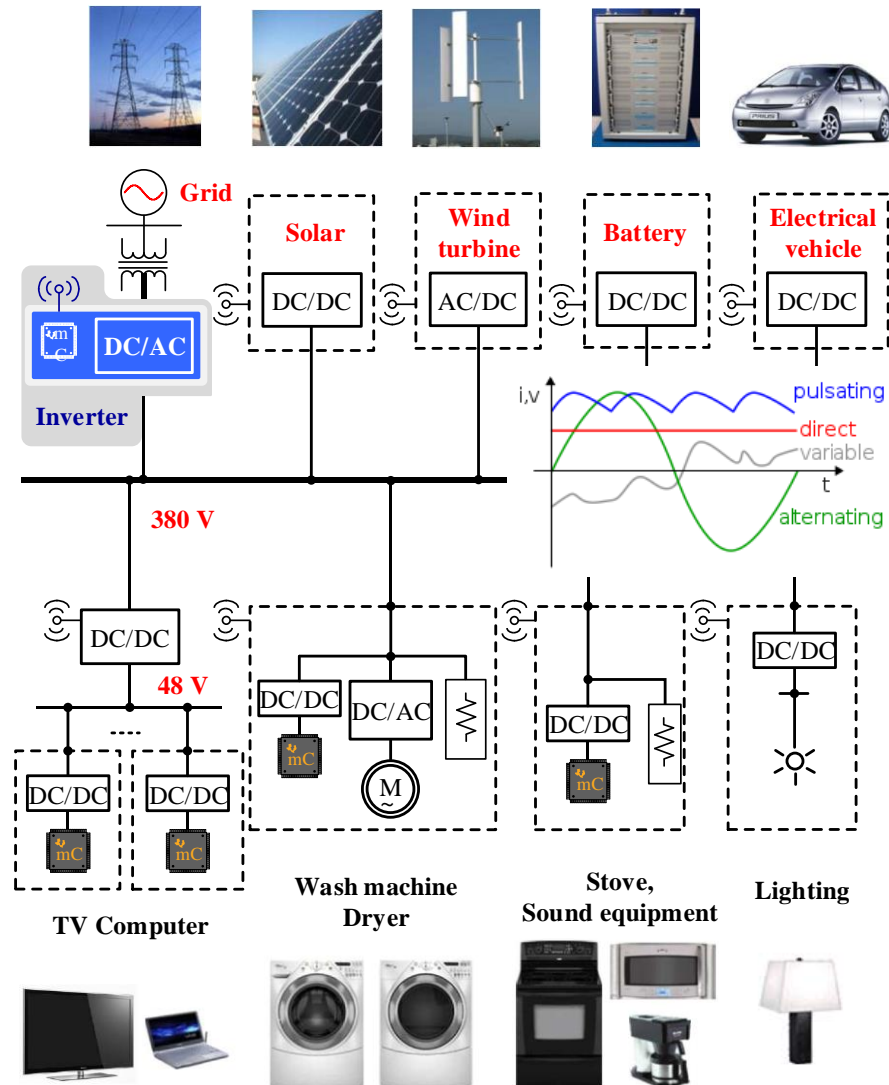 PRIUS
Grid
Solar
Wind
turbine
Battery
Electrical
vehicle
DC/DC
AC/DC
DC/DC
DC/DC
m
C
DC/AC
Inverter
i,v
pulsating
direct
variable
t
alternating
380 V
DC/DC
48 V
DC/DC
DC/AC
DC/DC
DC/DC
mC
M
~
mC
....
DC/DC
DC/DC
mC
mC
TV Computer
Wash machine
Dryer
Stove,
Sound equipment
Lighting